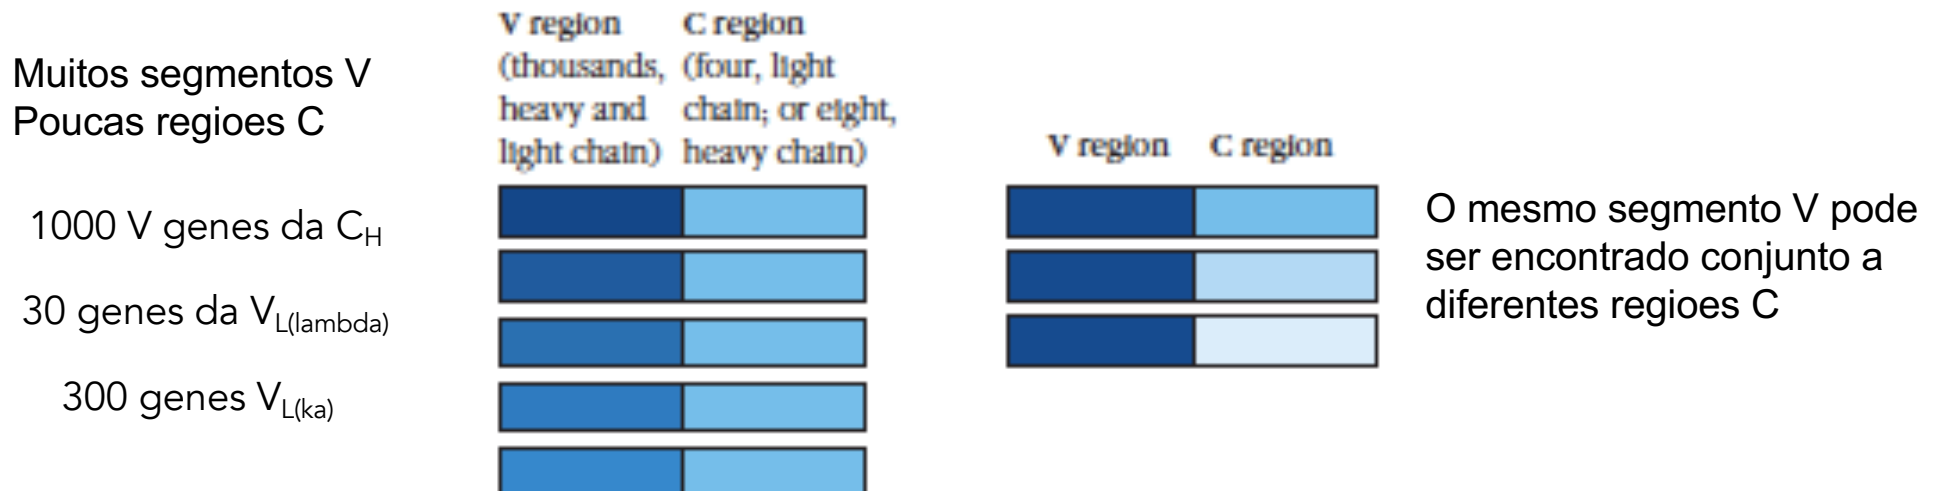 Muitos segmentos V
Poucas regioes C
1000 V genes da CH
30 genes da VL(lambda)
300 genes VL(ka)
V region
(thousands,
heavy and
light chain)
C region
(four, light
chain; or eight,
heavy chain)
V region
C region
O mesmo segmento V pode
ser encontrado conjunto a
diferentes regioes C